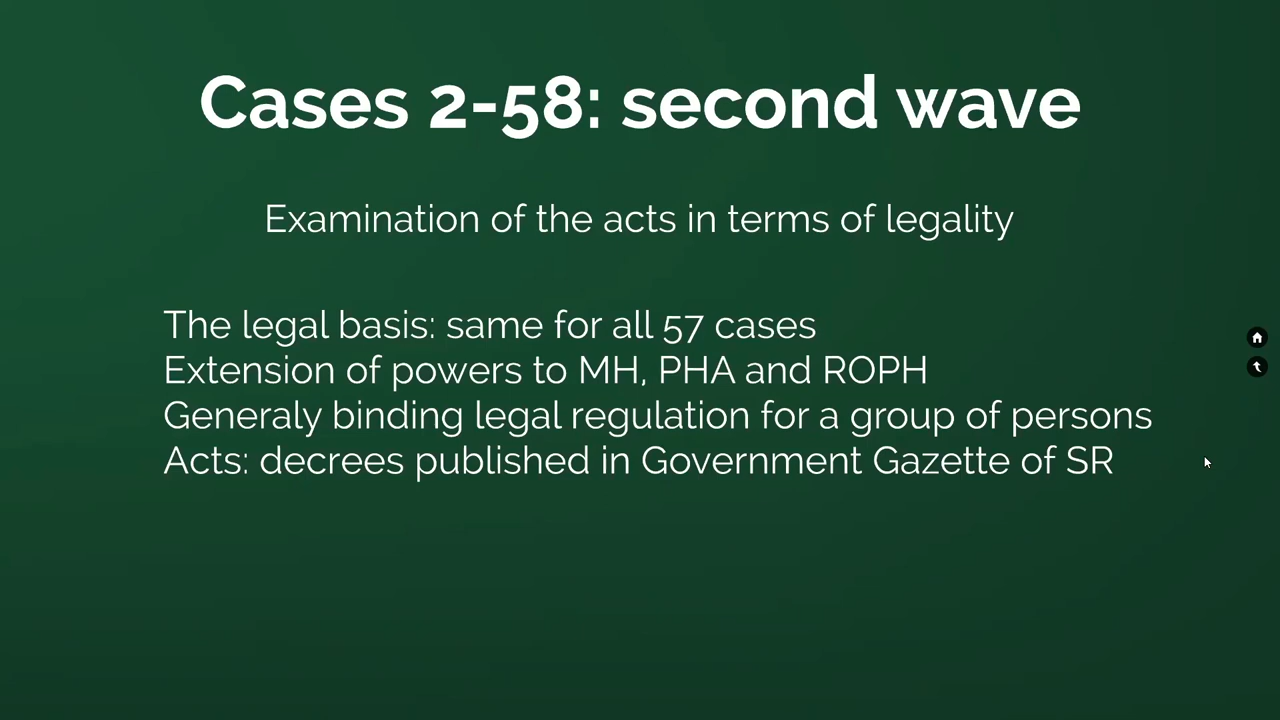 Cases 2-58: second wave
Examination of the acts in terms of legality
The legal basis: same for all 57 cases
Extension of powers to MH, PHA and ROPH
Generaly binding legal regulation for a group of persons
Acts: decrees published in Government Gazette of SR